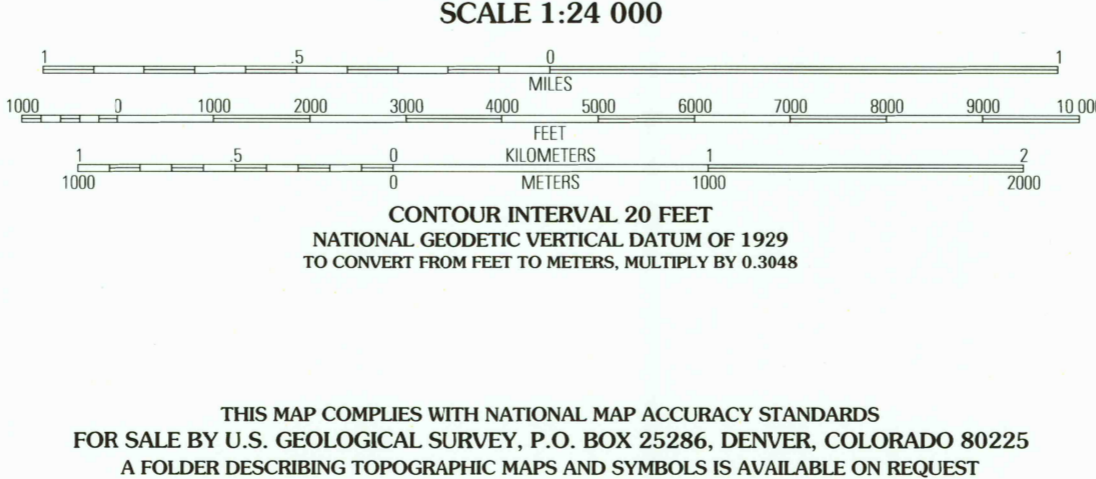 SCALE 1:24 000
1 .5 0 1
MILES
1000 0 1000 2000 3000 4000 5000 6000 7000 8000 9000 10 000
FEET
1 .5 0 KILOMETERS 1 2
1000 0 METERS 1000 2000
CONTOUR INTERVAL 20 FEET
NATIONAL GEODETIC VERTICAL DATUM OF 1929
TO CONVERT FROM FEET TO METERS, MULTIPLY BY 0.3048
THIS MAP COMPLIES WITH NATIONAL MAP ACCURACY STANDARDS
FOR SALE BY U.S. GEOLOGICAL SURVEY, P.O. BOX 25286, DENVER, COLORADO 80225
A FOLDER DESCRIBING TOPOGRAPHIC MAPS AND SYMBOLS IS AVAILABLE ON REQUEST